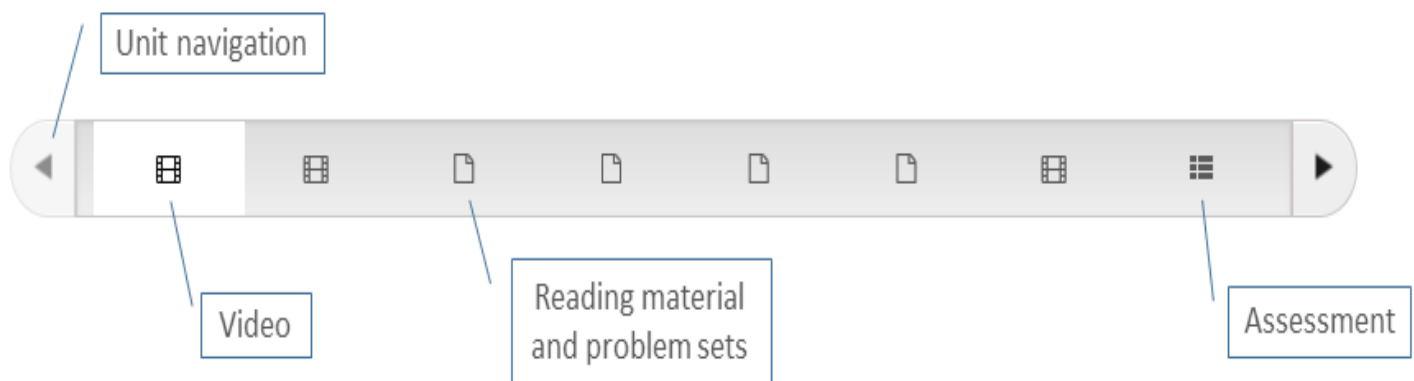 Unit navigation
Video
Reading material
and problem sets
Assessment